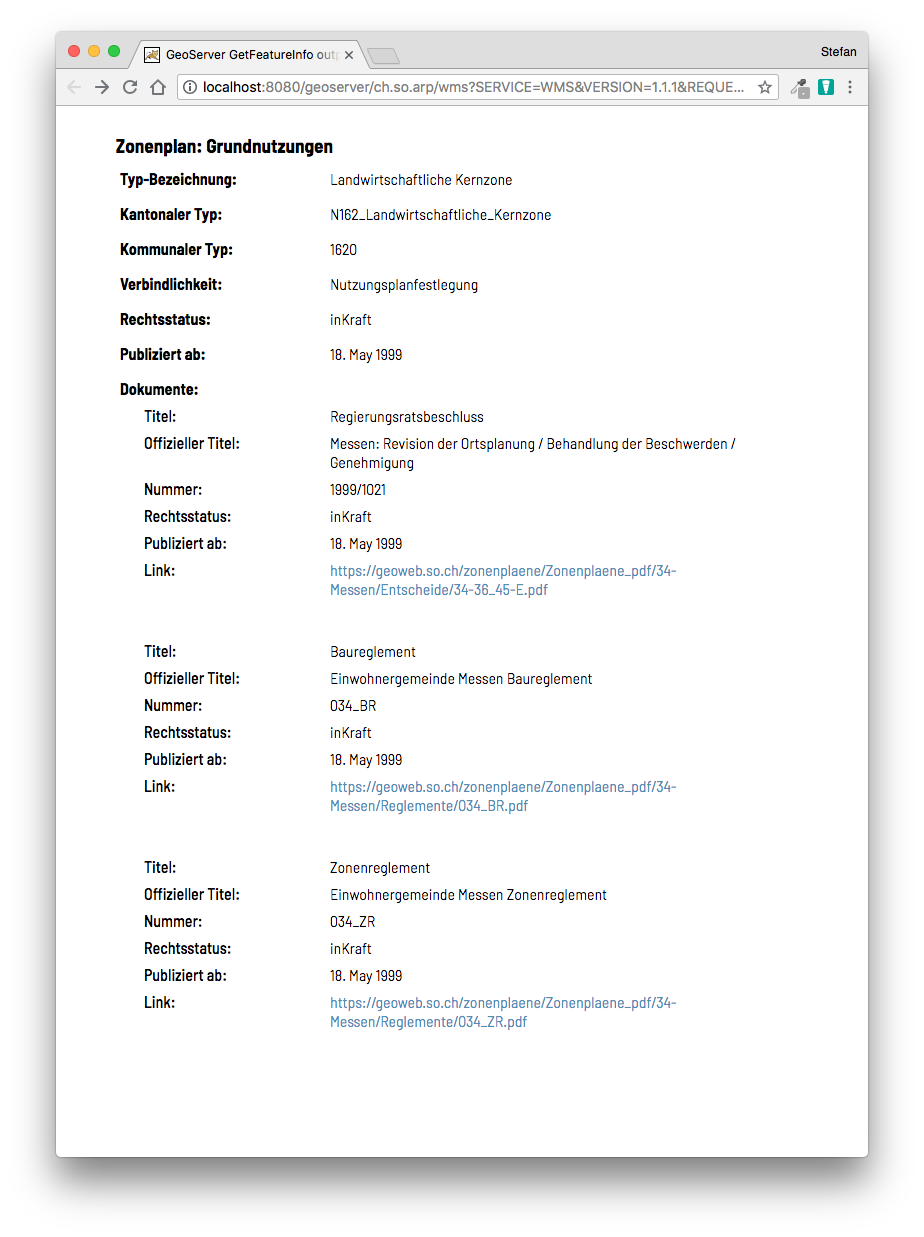 GeoServer GetFeatureInfo outp
Stefan
localhost:8080/geoserver/ch.so.arp/wms?SERVICE=WMS&VERSION=1.1.1&REQUE...
Zonenplan: Grundnutzungen
Typ-Bezeichnung: Landwirtschaftliche Kernzone
Kantonaler Typ: N162_Landwirtschaftliche_Kernzone
Kommunaler Typ: 1620
Verbindlichkeit: Nutzungsplanfestlegung
Rechtsstatus: inKraft
Publiziert ab: 18. May 1999
Dokumente:
Titel: Regierungsratsbeschluss
Offizieller Titel: Messen: Revision der Ortsplanung / Behandlung der Beschwerden /
Genehmigung
Nummer: 1999/1021
Rechtsstatus: inKraft
Publiziert ab: 18. May 1999
Link: https://geoweb.so.ch/zonenplaene/Zonenplaene_pdf/34-
Messen/Entscheide/34-36_45-E.pdf
Titel: Baureglement
Offizieller Titel: Einwohnergemeinde Messen Baureglement
Nummer: 034_BR
Rechtsstatus: inKraft
Publiziert ab: 18. May 1999
Link: https://geoweb.so.ch/zonenplaene/Zonenplaene_pdf/34-
Messen/Reglemente/034_BR.pdf
Titel: Zonenreglement
Offizieller Titel: Einwohnergemeinde Messen Zonenreglement
Nummer: 034_ZR
Rechtsstatus: inKraft
Publiziert ab: 18. May 1999
Link: https://geoweb.so.ch/zonenplaene/Zonenplaene_pdf/34-
Messen/Reglemente/034_ZR.pdf